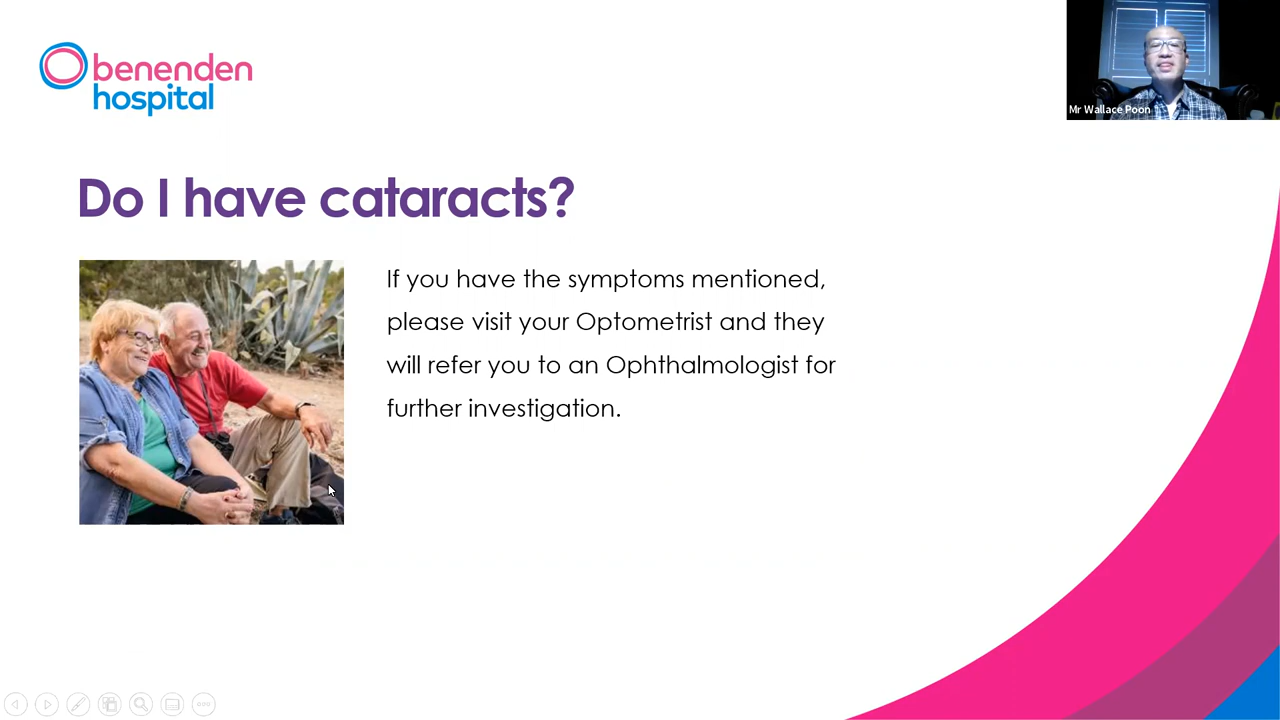 benenden
hospital
Mr Wallace Poon
Do I have cataracts?
If you have the symptoms mentioned,
please visit your Optometrist and they
will refer you to an Ophthalmologist for
further investigation.